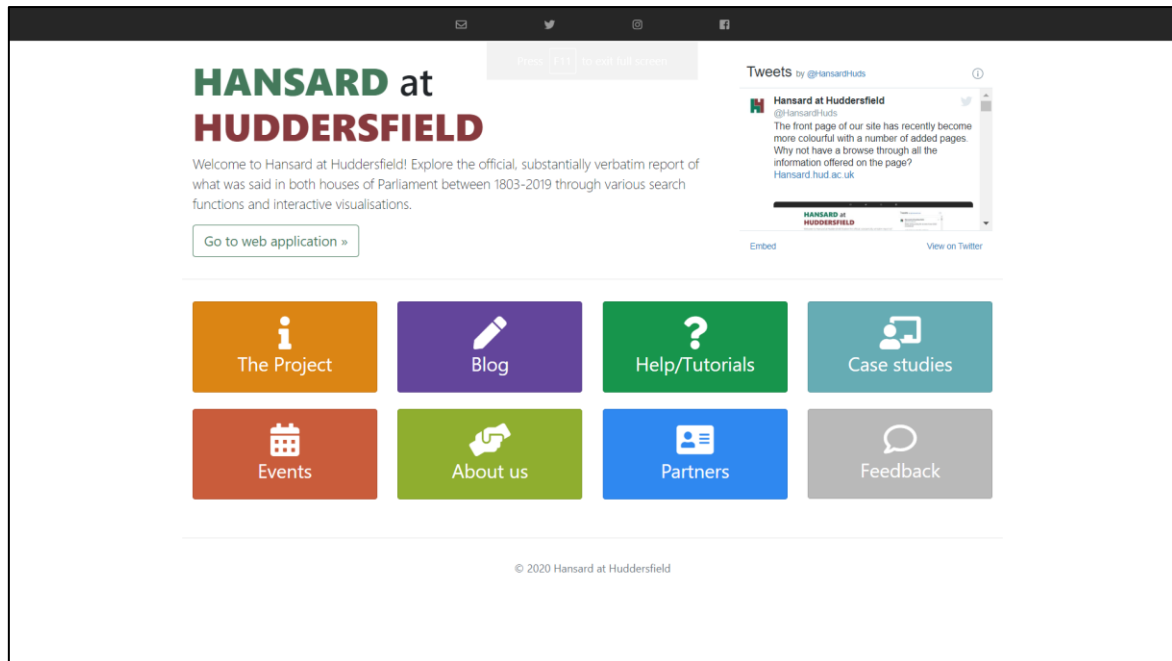 Press F11 to exit full screen
HANSARD at
HUDDERSFIELD
Welcome to Hansard at Huddersfield! Explore the official, substantially verbatim report of
what was said in both houses of Parliament between 1803-2019 through various search
functions and interactive visualisations.
Go to web application »
Tweets by @HansardHuds
Hansard at Huddersfield
@HansardHuds
The front page of our site has recently become
more colourful with a number of added pages.
Why not have a browse through all the
information offered on the page?
Hansard.hud.ac.uk
HANSARD at
HUDDERSFIELD
Embed
View on Twitter
The Project
Blog
Help/Tutorials
Case studies
Events
About us
Partners
Feedback
© 2020 Hansard at Huddersfield